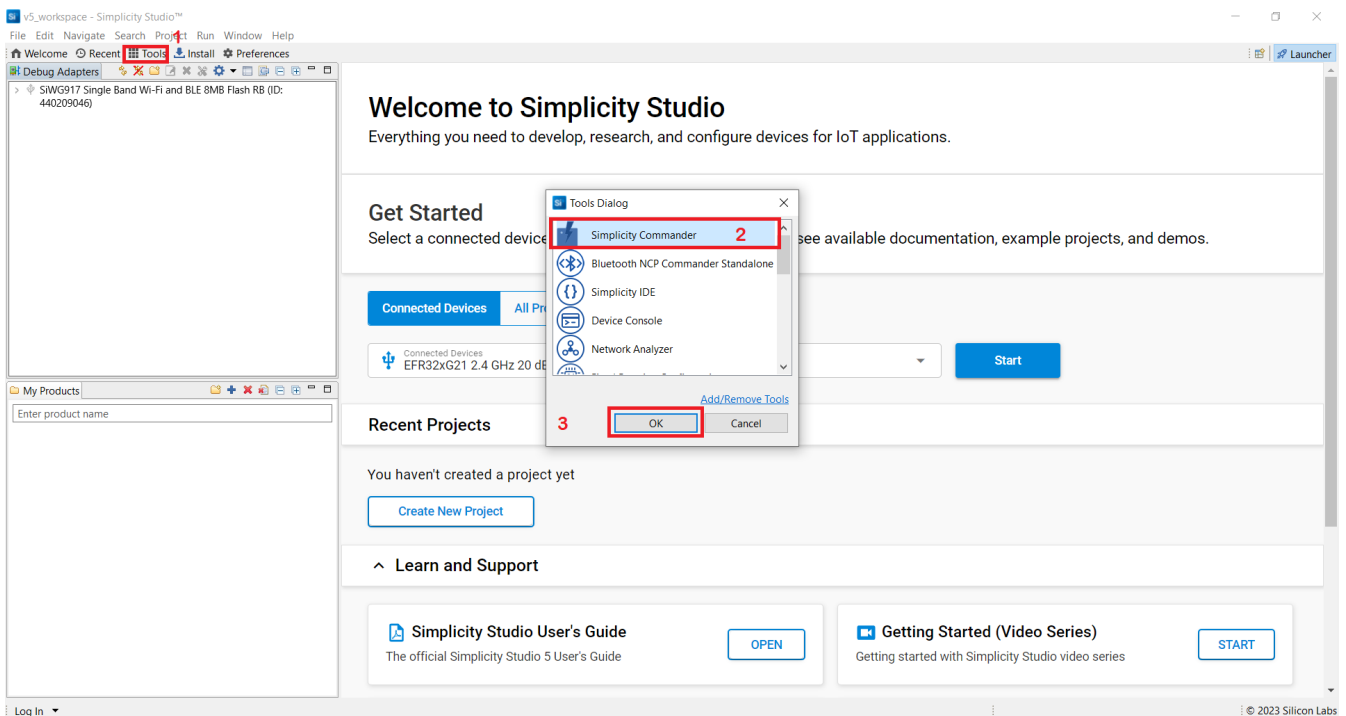 v5_workspace - Simplicity Studio™
File Edit Navigate Search Project Run Window Help
1
Welcome Recent Tools Install Preferences
Launcher
Debug Adapters
SiWG917 Single Band Wi-Fi and BLE 8MB Flash RB (ID:
440209046)
Welcome to Simplicity Studio
Everything you need to develop, research, and configure devices for IoT applications.
Get Started
Select a connected device
see available documentation, example projects, and demos.
Tools Dialog
Simplicity Commander 2
Bluetooth NCP Commander Standalone
Simplicity IDE
Device Console
Network Analyzer
Add/Remove Tools
3 OK Cancel
Connected Devices All Pr
Connected Devices
EFR32xG21 2.4 GHz 20 dB
Start
My Products
Enter product name
Recent Projects
You haven't created a project yet
Create New Project
Learn and Support
Simplicity Studio User's Guide
The official Simplicity Studio 5 User's Guide
OPEN
Getting Started (Video Series)
Getting started with Simplicity Studio video series
START
Log In
© 2023 Silicon Labs